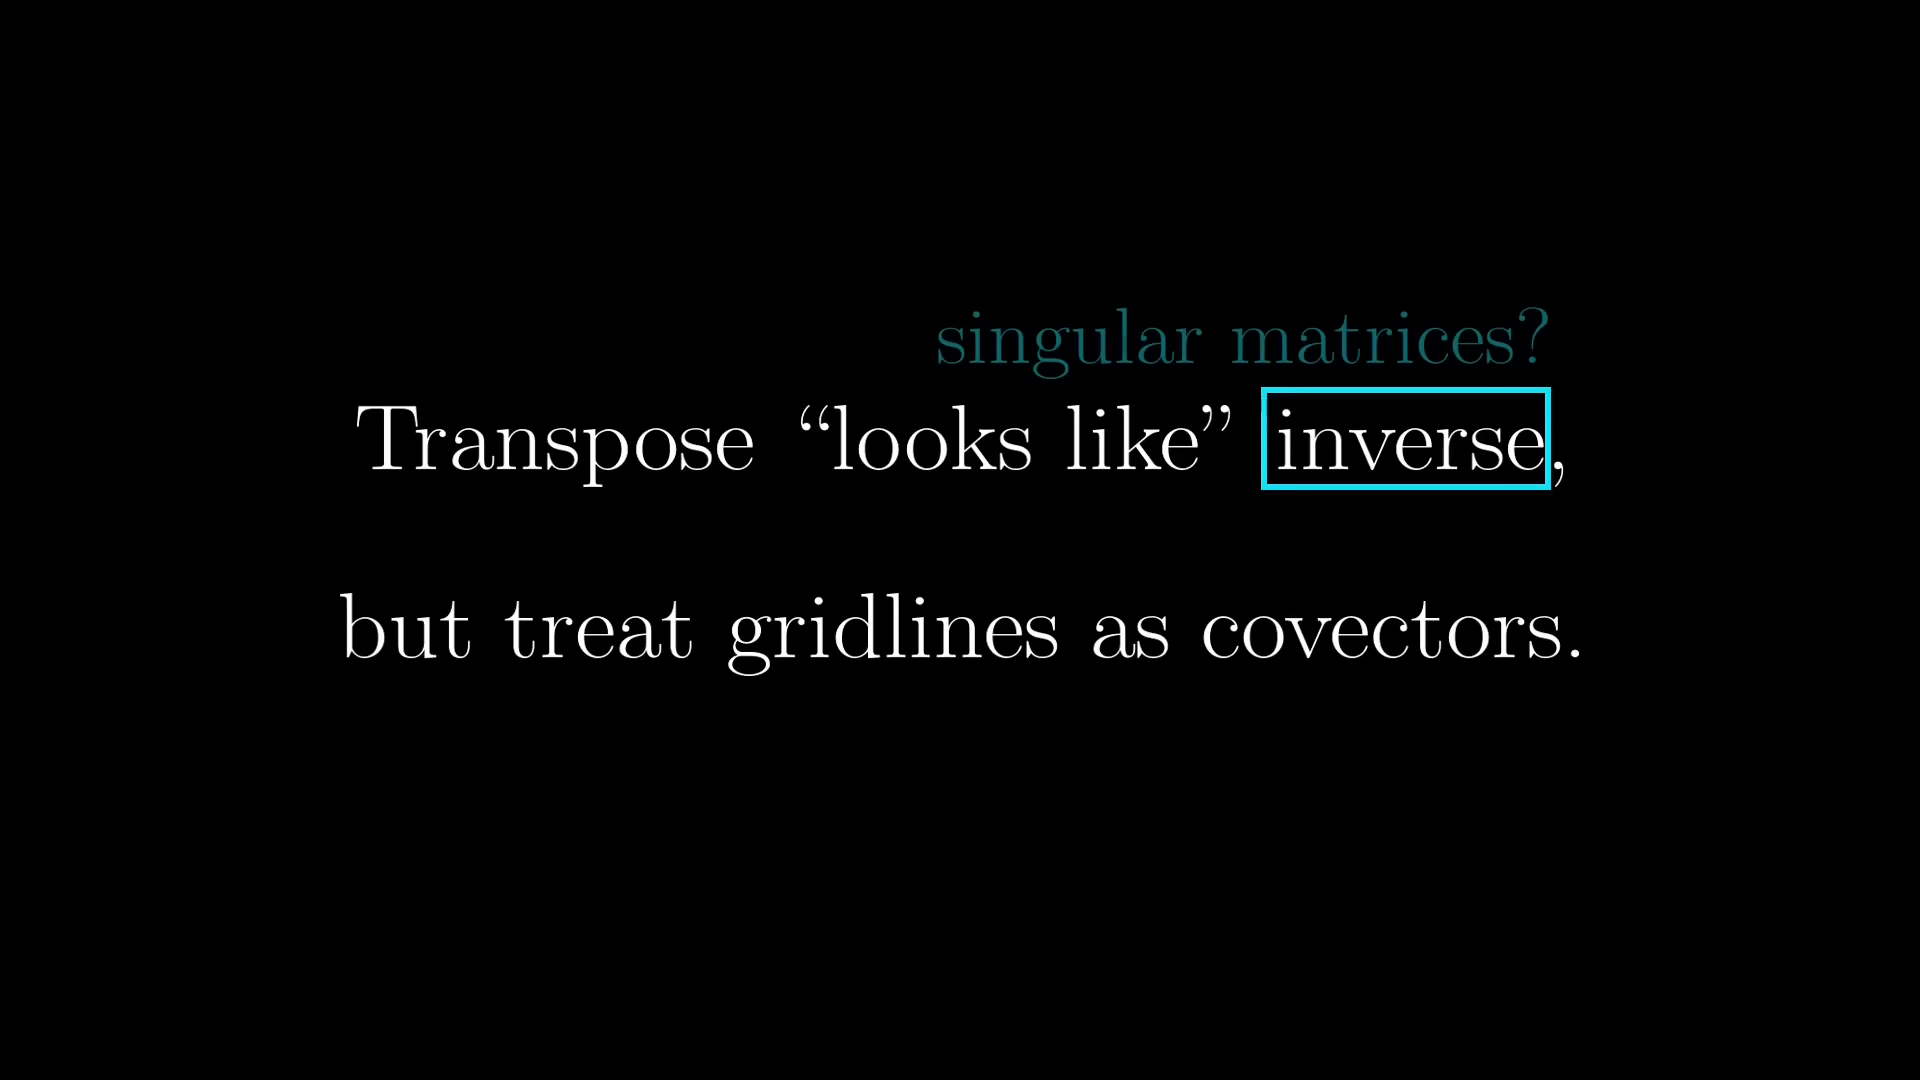 singular matrices?
Transpose “looks like” inverse,
but treat gridlines as covectors.